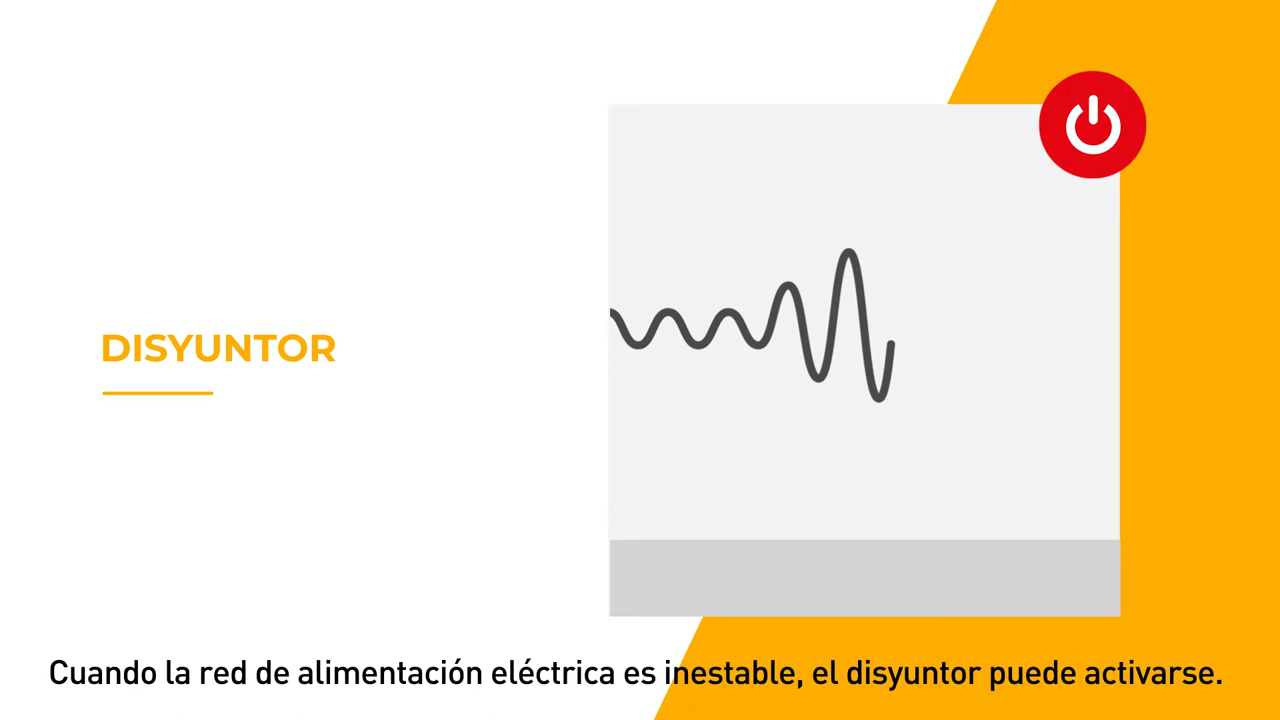 DISYUNTOR
Cuando la red de alimentación eléctrica es inestable, el disyuntor puede activarse.